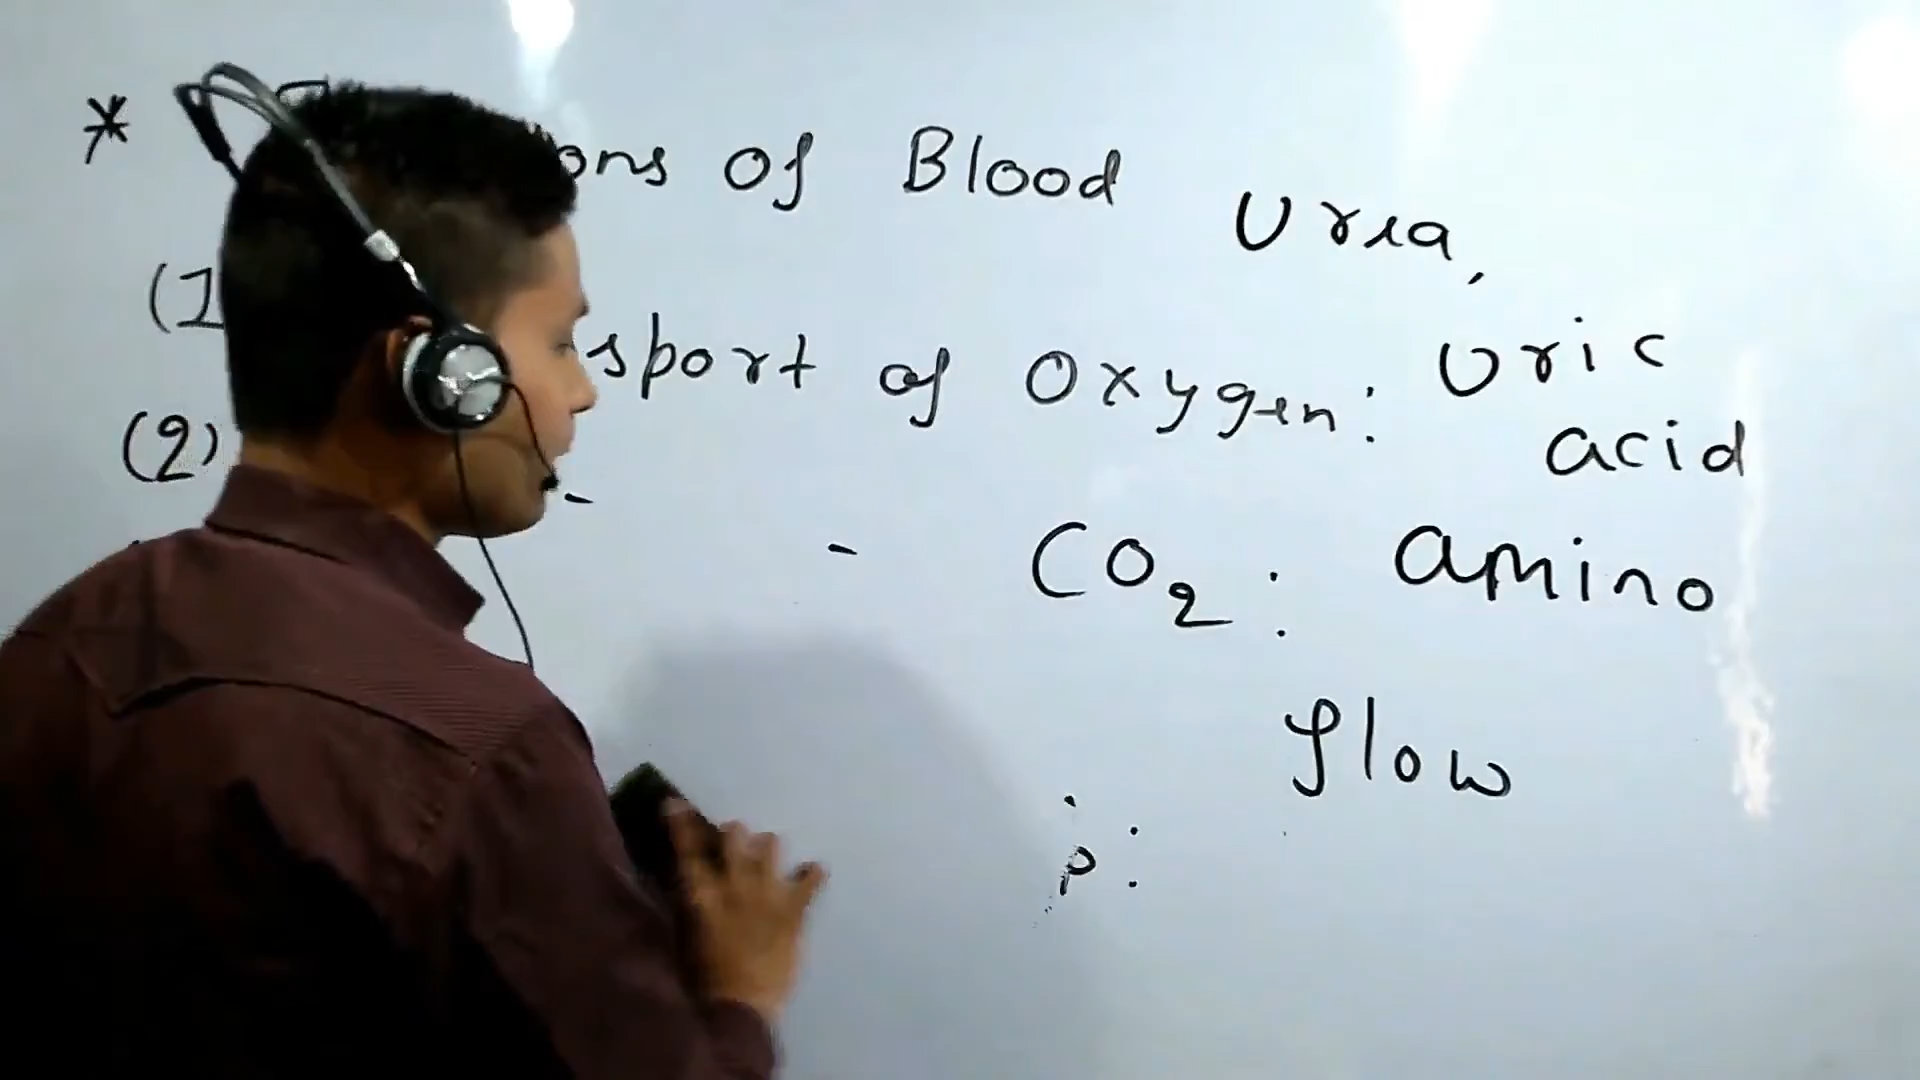 * ons of Blood
Urea,
(1
sport of Oxygen: Uric
acid
(2)
- CO2: amino
flow
p: